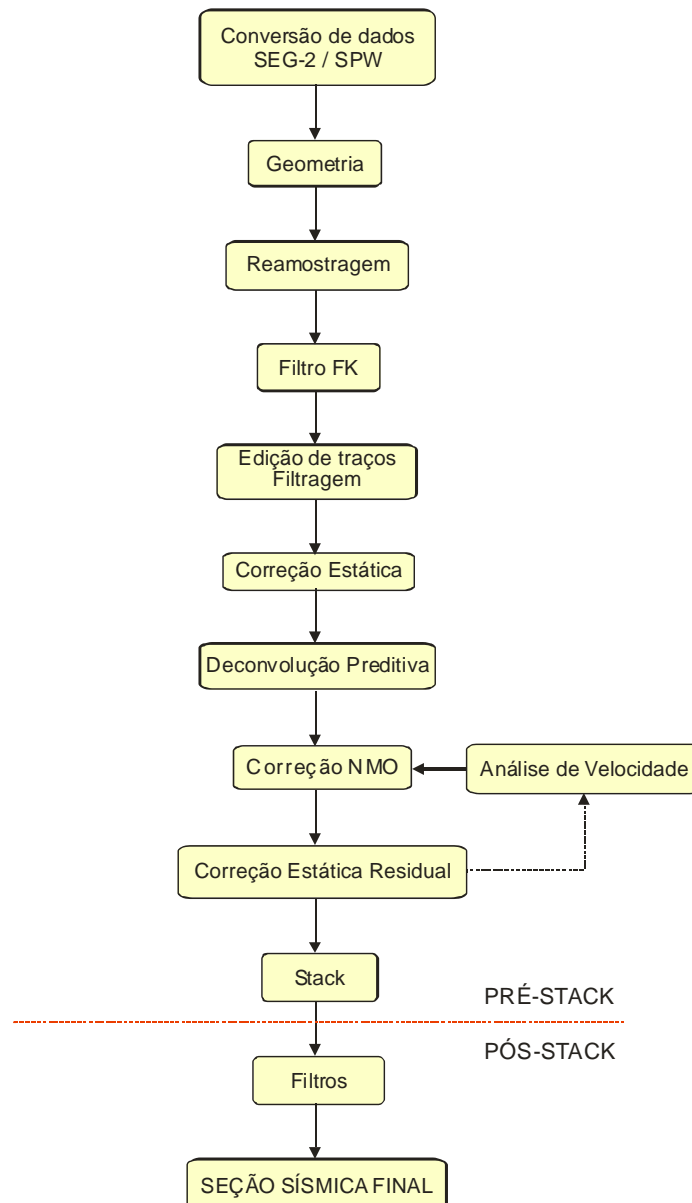 Conversão de dados
SEG-2 / SPW
Geometria
Reamostragem
Filtro FK
Edição de traços
Filtragem
Correção Estática
Deconvolução Preditiva
Correção NMO
Análise de Velocidade
Correção Estática Residual
Stack
PRÉ-STACK
PÓS-STACK
Filtros
SEÇÃO SÍSMICA FINAL